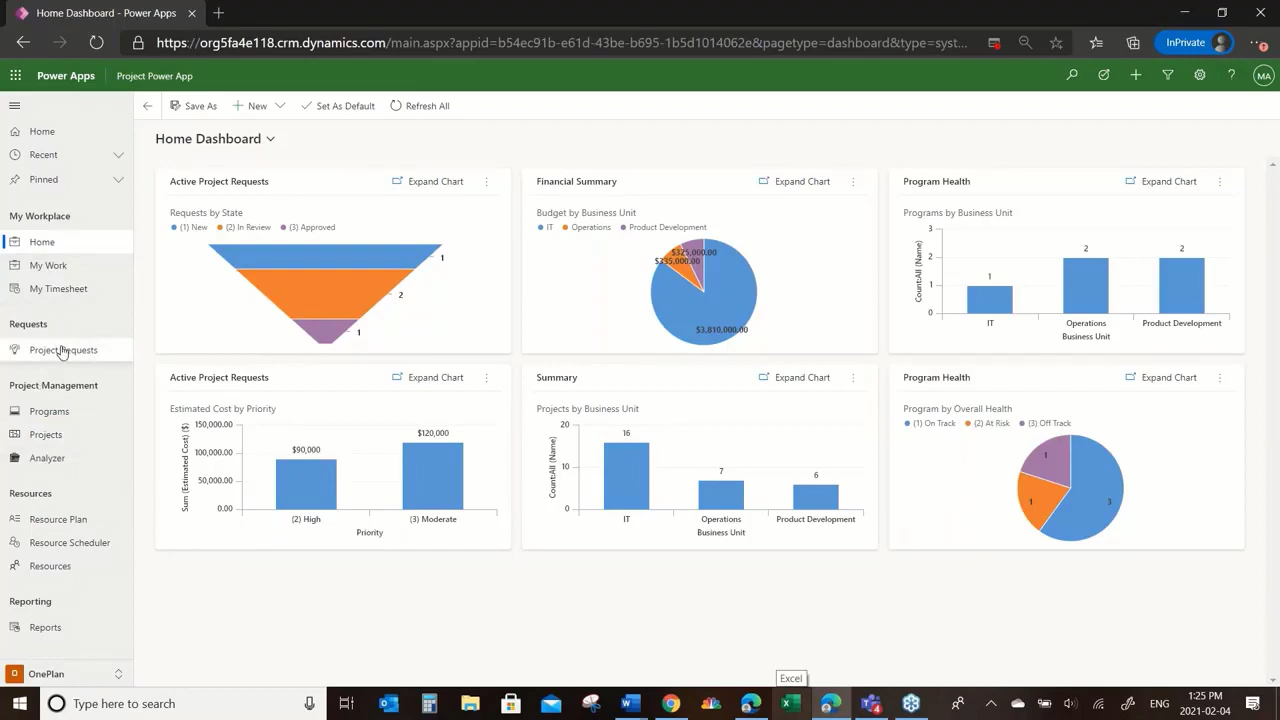 Home Dashboard - Power Apps
https://org5fa4e118.crm.dynamics.com/main.aspx?appid=b54ec91b-e61d-43be-b695-1b5d1014062e&pagetype=dashboard&type=syst...
InPrivate
Power Apps
Project Power App
MA
Save As
New
Set As Default
Refresh All
Home
Recent
Pinned
My Workplace
Home
My Work
My Timesheet
Requests
Project Requests
Project Management
Programs
Projects
Analyzer
Resources
Resource Plan
Resource Scheduler
Resources
Reporting
Reports
O OnePlan
Home Dashboard
Active Project Requests
Expand Chart
Requests by State
(1) New (2) In Review (3) Approved
1
2
1
Financial Summary
Expand Chart
Budget by Business Unit
IT Operations Product Development
$325,000.00
$335,000.00
$3,810,000.00
Program Health
Expand Chart
Programs by Business Unit
Count:All (Name)
3
2
1
0
1
2
2
IT
Operations
Product Development
Business Unit
Active Project Requests
Expand Chart
Estimated Cost by Priority
Sum (Estimated Cost) ($)
150,000.00
100,000.00
50,000.00
0.00
$90,000
$120,000
(2) High
(3) Moderate
Priority
Summary
Expand Chart
Projects by Business Unit
Count:All (Name)
20
10
0
16
7
6
IT
Operations
Product Development
Business Unit
Program Health
Expand Chart
Program by Overall Health
(1) On Track (2) At Risk (3) Off Track
1
1
3
Excel
Type here to search
ENG
1:25 PM
2021-02-04